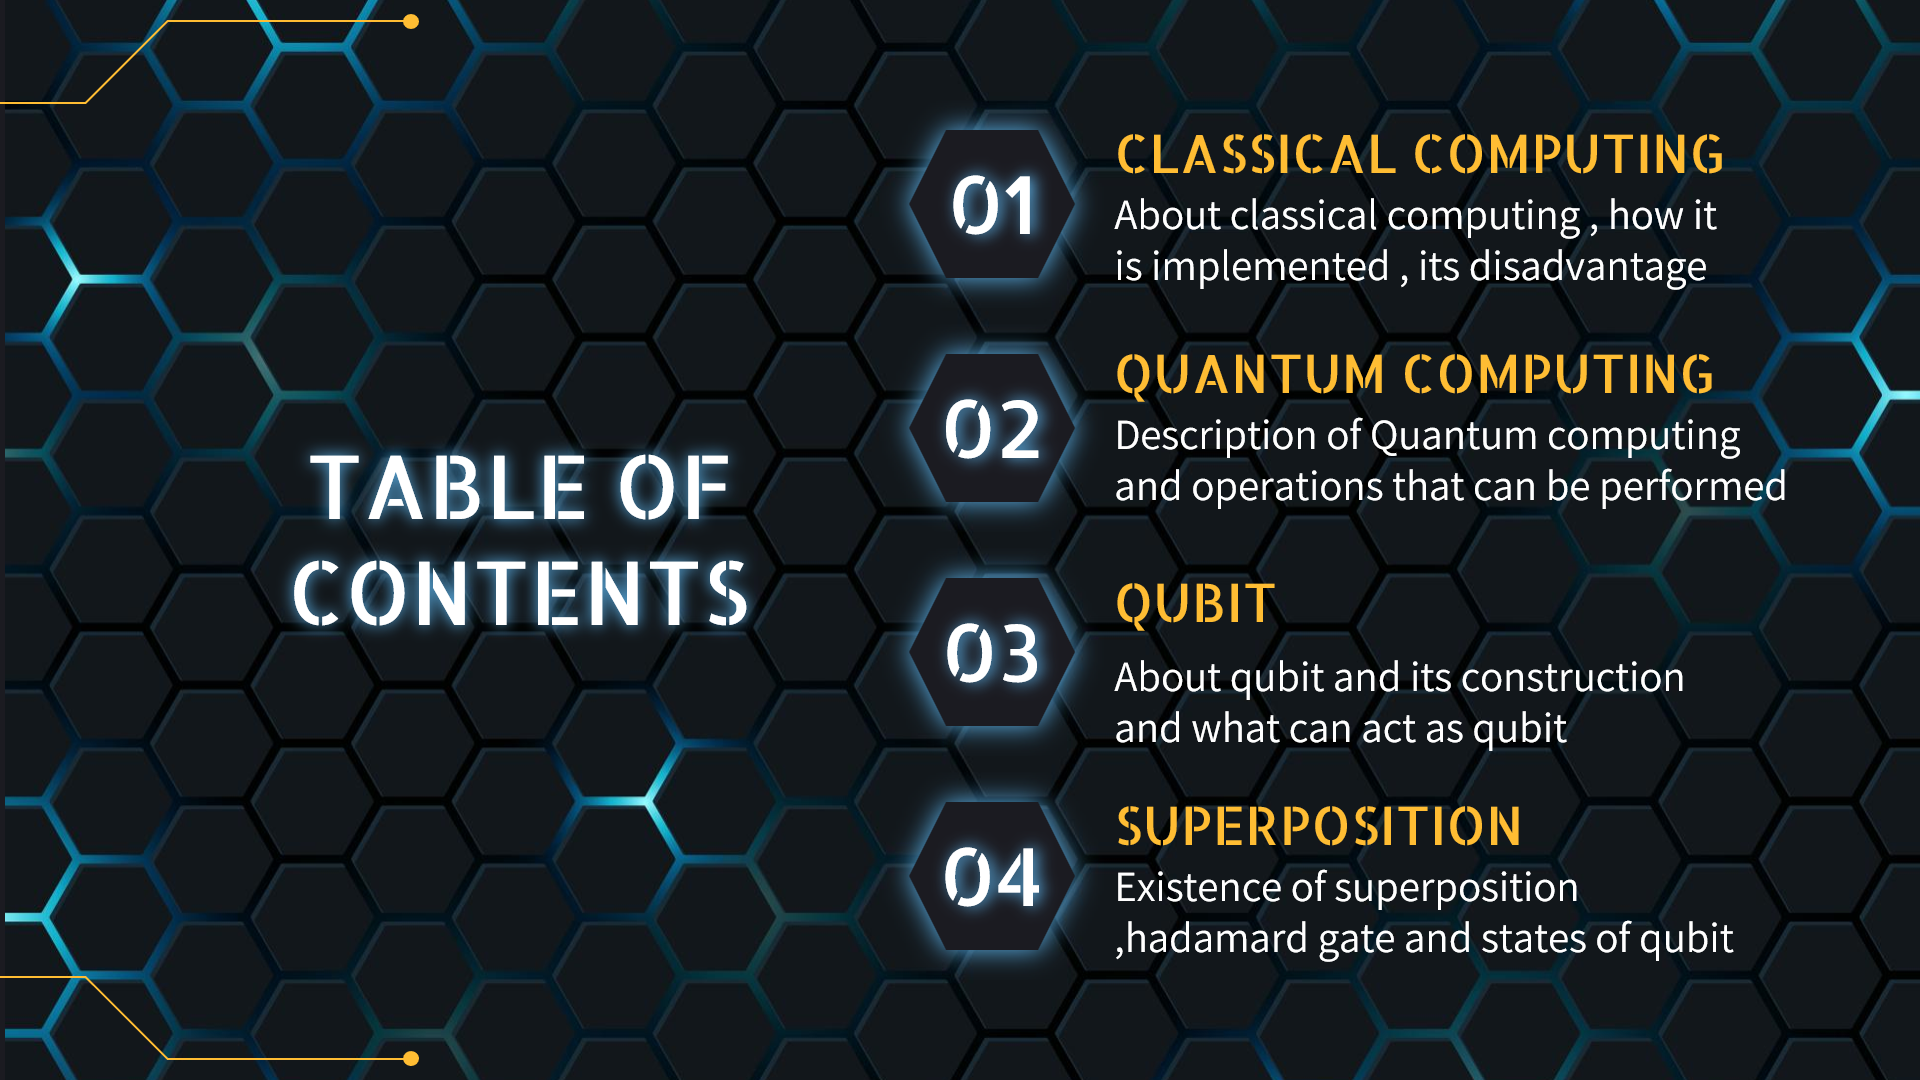 TABLE OF
CONTENTS
01
CLASSICAL COMPUTING
About classical computing , how it
is implemented , its disadvantage
02
QUANTUM COMPUTING
Description of Quantum computing
and operations that can be performed
03
QUBIT
About qubit and its construction
and what can act as qubit
04
SUPERPOSITION
Existence of superposition
,hadamard gate and states of qubit